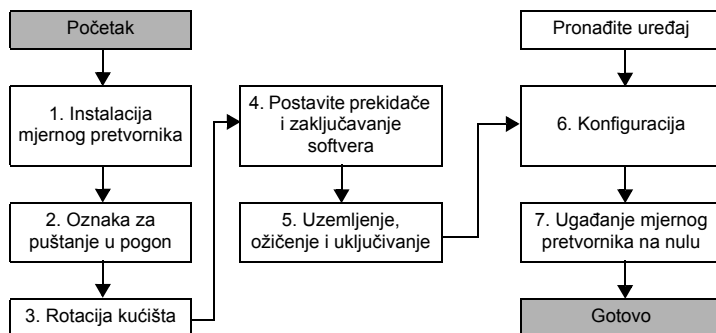 Početak
1. Instalacija
mjernog pretvornika
2. Oznaka za
puštanje u pogon
3. Rotacija kućišta
4. Postavite prekidače
i zaključavanje
softvera
5. Uzemljenje,
ožičenje i uključivanje
Pronađite uređaj
6. Konfiguracija
7. Ugađanje mjernog
pretvornika na nulu
Gotovo